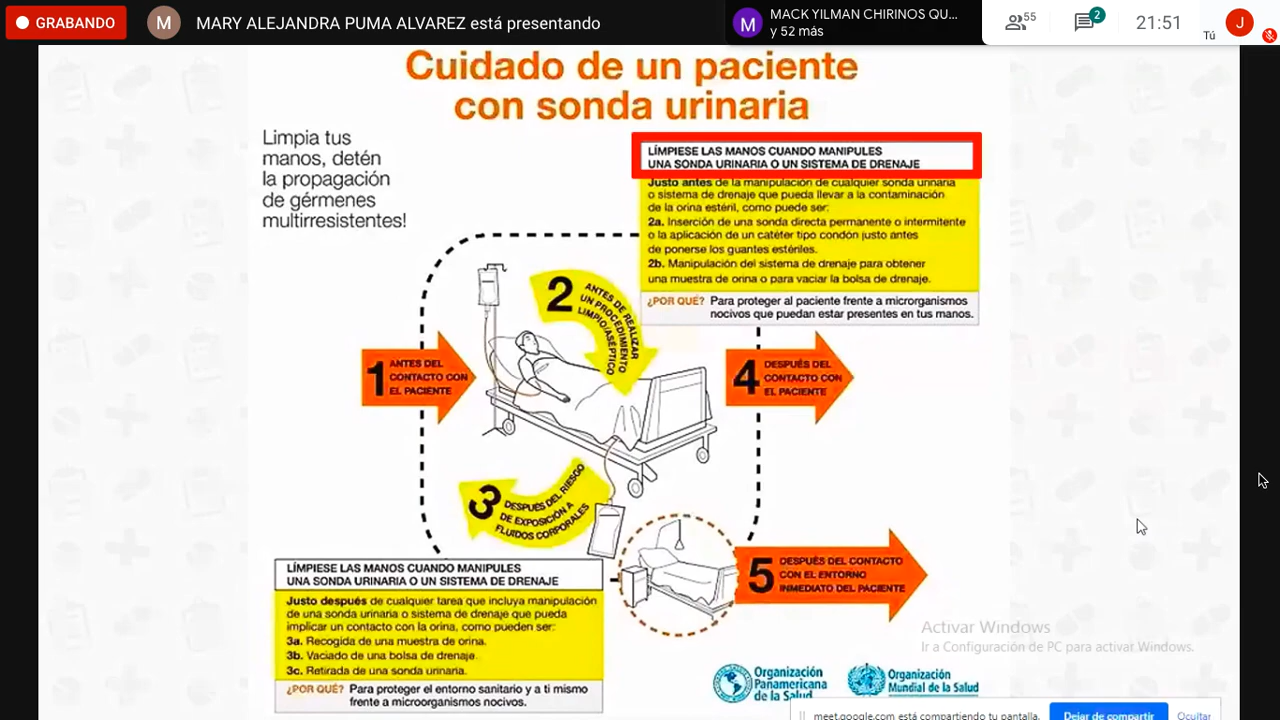 GRABANDO
M
MARY ALEJANDRA PUMA ALVAREZ está presentando
M
MACK YILMAN CHIRINOS QU...
y 52 más
55
2
21:51
Tú
J
Cuidado de un paciente
con sonda urinaria
Limpia tus
manos, detén
la propagación
de gérmenes
multirresistentes!
LÍMPIESE LAS MANOS CUANDO MANIPULES
UNA SONDA URINARIA O UN SISTEMA DE DRENAJE
Justo antes de la manipulación de cualquier sonda urinaria
o sistema de drenaje que pueda llevar a la contaminación
de la orina estéril, como puede ser:
2a. Inserción de una sonda directa permanente o intermitente
o la aplicación de un catéter tipo condón justo antes
de ponerse los guantes estériles.
2b. Manipulación del sistema de drenaje para obtener
una muestra de orina o para vaciar la bolsa de drenaje.
¿POR QUÉ? Para proteger al paciente frente a microrganismos
nocivos que puedan estar presentes en tus manos.
2
ANTES DE REALIZAR
UN PROCEDIMIENTO
LIMPIO/ASÉPTICO
1
ANTES DEL
CONTACTO CON
EL PACIENTE
4
DESPUÉS DEL
CONTACTO CON
EL PACIENTE
3
DESPUÉS DEL RIESGO
DE EXPOSICIÓN A
FLUIDOS CORPORALES
5
DESPUÉS DEL CONTACTO
CON EL ENTORNO
INMEDIATO DEL PACIENTE
LÍMPIESE LAS MANOS CUANDO MANIPULES
UNA SONDA URINARIA O UN SISTEMA DE DRENAJE
Justo después de cualquier tarea que incluya manipulación
de una sonda urinaria o sistema de drenaje que pueda
implicar un contacto con la orina, como pueden ser:
3a. Recogida de una muestra de orina.
3b. Vaciado de una bolsa de drenaje.
3c. Retirada de una sonda urinaria.
¿POR QUÉ? Para proteger el entorno sanitario y a ti mismo
frente a microorganismos nocivos.
Organización
Panamericana
de la Salud
Organización
Mundial de la Salud
Activar Windows
Ir a Configuración de PC para activar Windows.
meet.google.com está compartiendo tu pantalla.
Dejar de compartir
Ocultar